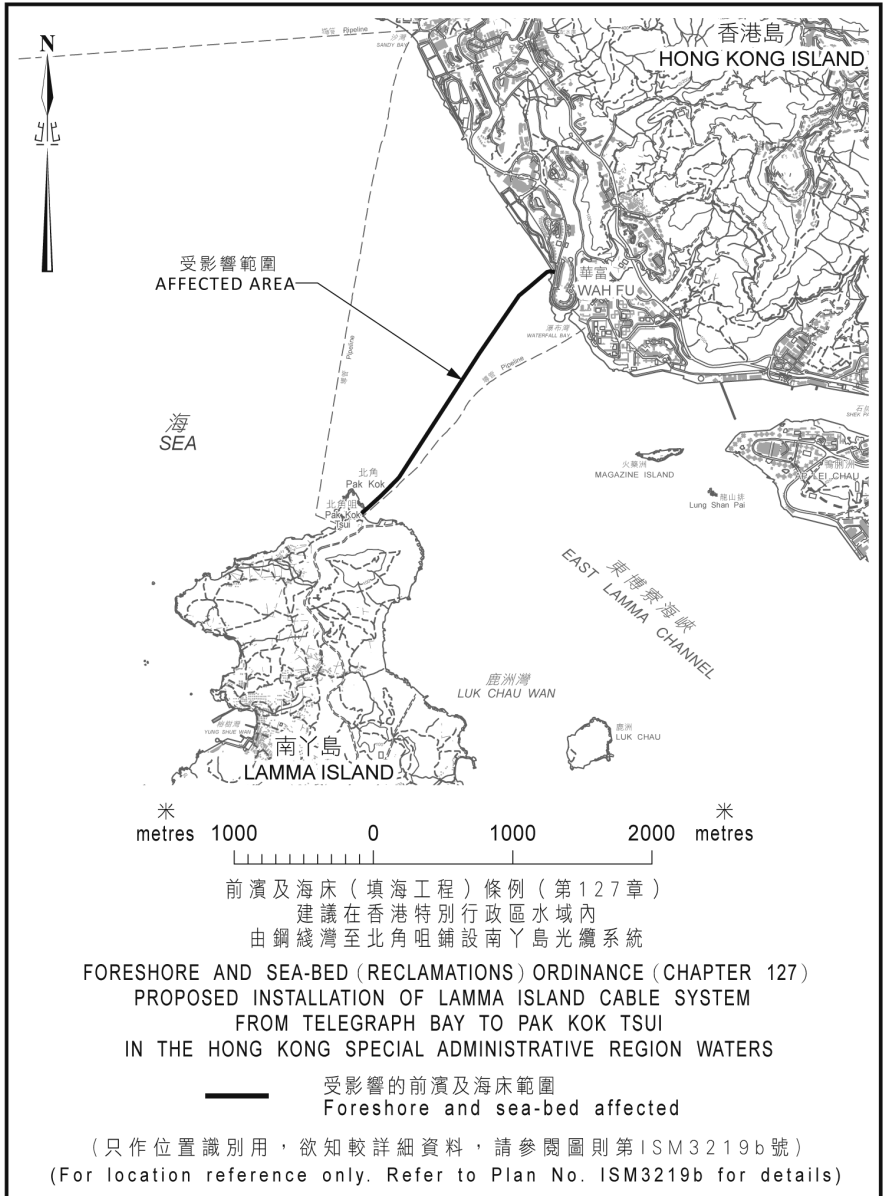 N
北
道管 Pipeline
沙灣
SANDY BAY
香港島
HONG KONG ISLAND
受影響範圍
AFFECTED AREA
華富
WAH FU
瀑布灣
WATERFALL BAY
Pipeline
Pipeline
海
SEA
北角
Pak Kok
北角咀
Pak Kok
Tsui
火藥洲
MAGAZINE ISLAND
鴨脷洲
AP LEI CHAU
龍山排
Lung Shan Pai
東博寮海峽
EAST LAMMA CHANNEL
鹿洲灣
LUK CHAU WAN
鹿洲
LUK CHAU
榕樹灣
YUNG SHUE WAN
南丫島
LAMMA ISLAND
米 米
metres 1000 0 1000 2000 metres
前濱及海床（填海工程）條例（第127章）
建議在香港特別行政區水域內
由鋼綫灣至北角咀鋪設南丫島光纜系統
FORESHORE AND SEA-BED (RECLAMATIONS) ORDINANCE (CHAPTER 127)
PROPOSED INSTALLATION OF LAMMA ISLAND CABLE SYSTEM
FROM TELEGRAPH BAY TO PAK KOK TSUI
IN THE HONG KONG SPECIAL ADMINISTRATIVE REGION WATERS
受影響的前濱及海床範圍
Foreshore and sea-bed affected
（只作位置識別用，欲知較詳細資料，請參閱圖則第ISM3219b號）
(For location reference only. Refer to Plan No. ISM3219b for details)